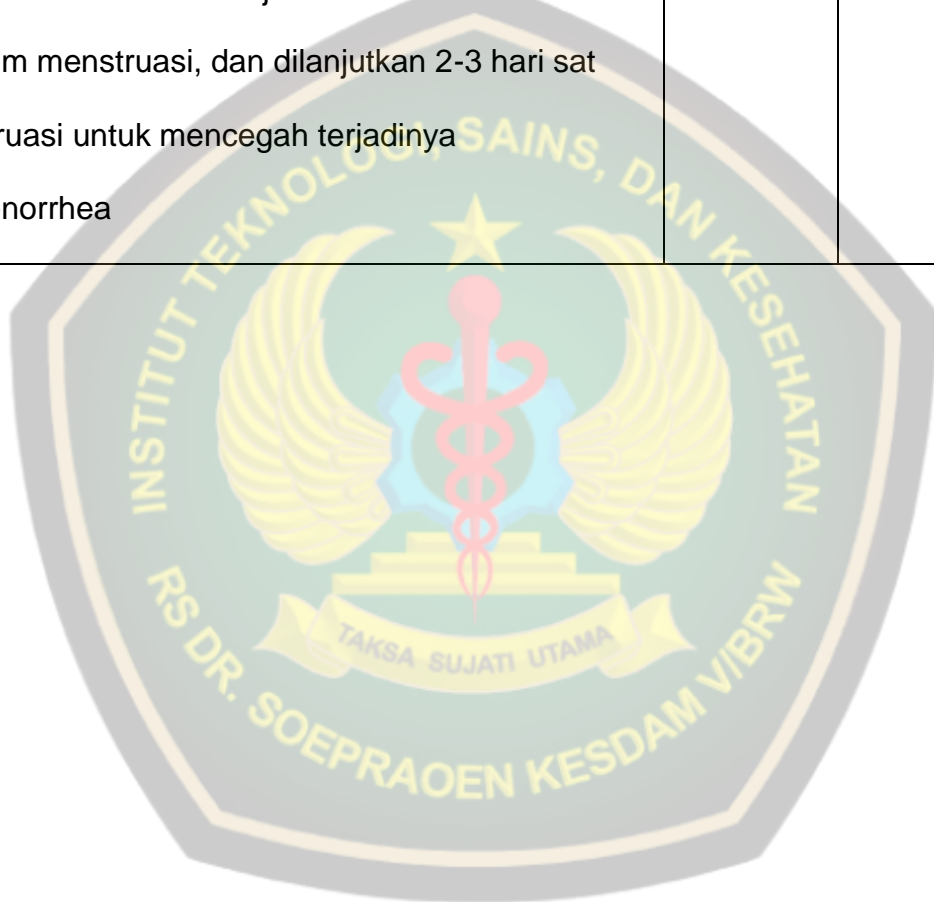 m menstruasi, dan dilanjutkan 2-3 hari sat
ruasi untuk mencegah terjadinya
norrhea
INSTITUT TEKNOLOGI, SAINS, DAN KESEHATAN
TAKSA SUJATI UTAMA
RS DR. SOEPRAOEN KESDAM V/BRW